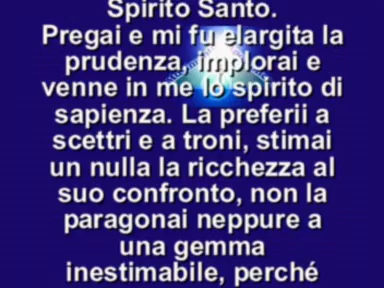 Spirito Santo.
Pregai e mi fu elargita la
prudenza, implorai e
venne in me lo spirito di
sapienza. La preferii a
scettri e a troni, stimai
un nulla la ricchezza al
suo confronto, non la
paragonai neppure a
una gemma
inestimabile, perché